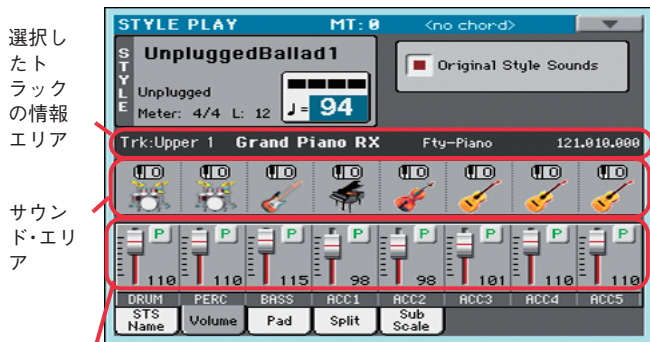 選択し
たト
ラック
の情報
エリア
サウン
ド・エリ
ア
STYLE PLAY MT: 0 <no chord>
STYLE
UnpluggedBallad1
Unplugged
Meter: 4/4 L: 12 ♩= 94
Original Style Sounds
Trk:Upper 1 Grand Piano RX Fty-Piano 121.010.000
P P P P P P P P
110 110 115 98 98 101 110 110
DRUM PERC BASS ACC1 ACC2 ACC3 ACC4 ACC5
STS Name Volume Pad Split Sub Scale